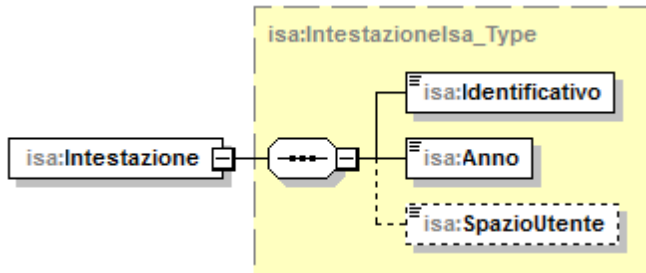 isa:IntestazioneIsa_Type
isa:Identificativo
isa:Intestazione
isa:Anno
isa:SpazioUtente